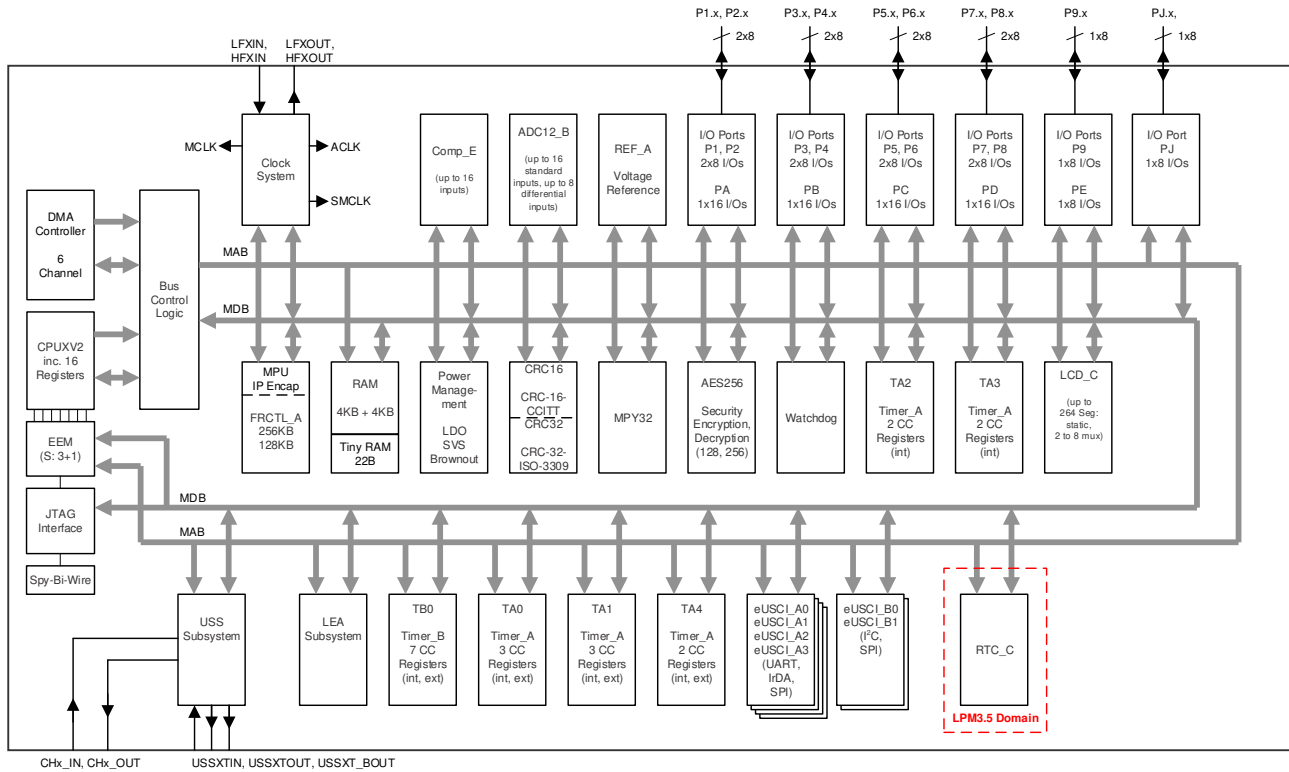 P1.x, P2.x
2x8
P3.x, P4.x
2x8
P5.x, P6.x
2x8
P7.x, P8.x
2x8
P9.x
1x8
PJ.x,
1x8
LFXIN,
HFXIN
LFXOUT,
HFXOUT
MCLK
Clock
System
ACLK
SMCLK
Comp_E
(up to 16
inputs)
ADC12_B
(up to 16
standard
inputs, up to 8
differential
inputs)
REF_A
Voltage
Reference
I/O Ports
P1, P2
2x8 I/Os
PA
1x16 I/Os
I/O Ports
P3, P4
2x8 I/Os
PB
1x16 I/Os
I/O Ports
P5, P6
2x8 I/Os
PC
1x16 I/Os
I/O Ports
P7, P8
2x8 I/Os
PD
1x16 I/Os
I/O Ports
P9
1x8 I/Os
PE
1x8 I/Os
I/O Port
PJ
1x8 I/Os
DMA
Controller
6
Channel
Bus
Control
Logic
MAB
MDB
CPUXV2
inc. 16
Registers
MPU
IP Encap
FRCTL_A
256KB
128KB
RAM
4KB + 4KB
Tiny RAM
22B
Power
Manage-
ment
LDO
SVS
Brownout
CRC16
CRC-16-
CCITT
CRC32
CRC-32-
ISO-3309
MPY32
AES256
Security
Encryption,
Decryption
(128, 256)
Watchdog
TA2
Timer_A
2 CC
Registers
(int)
TA3
Timer_A
2 CC
Registers
(int)
LCD_C
(up to
264 Seg:
static,
2 to 8 mux)
EEM
(S: 3+1)
JTAG
Interface
Spy-Bi-Wire
MDB
MAB
USS
Subsystem
LEA
Subsystem
TB0
Timer_B
7 CC
Registers
(int, ext)
TA0
Timer_A
3 CC
Registers
(int, ext)
TA1
Timer_A
3 CC
Registers
(int, ext)
TA4
Timer_A
2 CC
Registers
(int, ext)
eUSCI_A0
eUSCI_A1
eUSCI_A2
eUSCI_A3
(UART,
IrDA,
SPI)
eUSCI_B0
eUSCI_B1
(I²C,
SPI)
RTC_C
LPM3.5 Domain
CHx_IN, CHx_OUT
USSXTIN, USSXTOUT, USSXT_BOUT